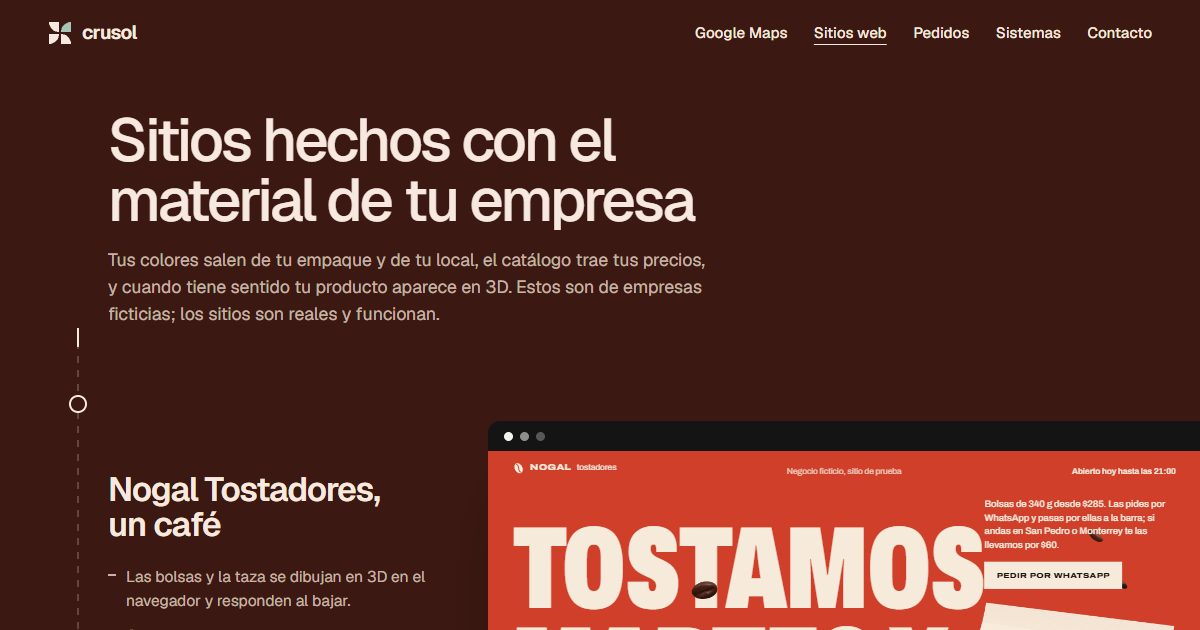 crusol
Google Maps
Sitios web
Pedidos
Sistemas
Contacto
Sitios hechos con el
material de tu empresa
Tus colores salen de tu empaque y de tu local, el catálogo trae tus precios,
y cuando tiene sentido tu producto aparece en 3D. Estos son de empresas
ficticias; los sitios son reales y funcionan.
Nogal Tostadores,
un café
– Las bolsas y la taza se dibujan en 3D en el
navegador y responden al bajar.
NOGAL tostadores
Negocio ficticio, sitio de prueba
Abierto hoy hasta las 21:00
Bolsas de 340 g desde $285. Las pides por
WhatsApp y pasas por ellas a la barra; si
andas en San Pedro o Monterrey te las
llevamos por $60.
PEDIR POR WHATSAPP
TOSTAMOS